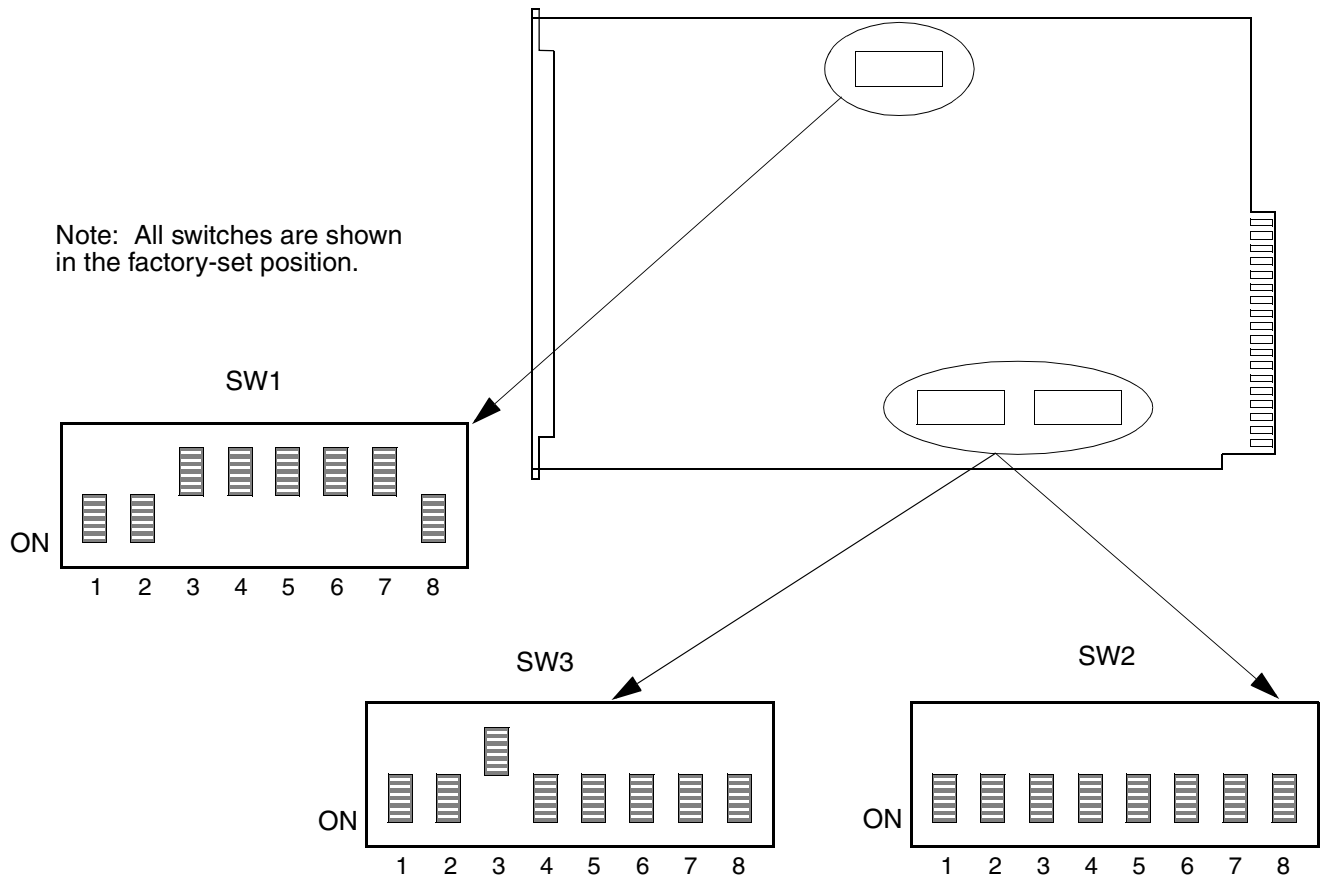 Note: All switches are shown
in the factory-set position.
SW1
ON
1 2 3 4 5 6 7 8
SW3
ON
1 2 3 4 5 6 7 8
SW2
ON
1 2 3 4 5 6 7 8